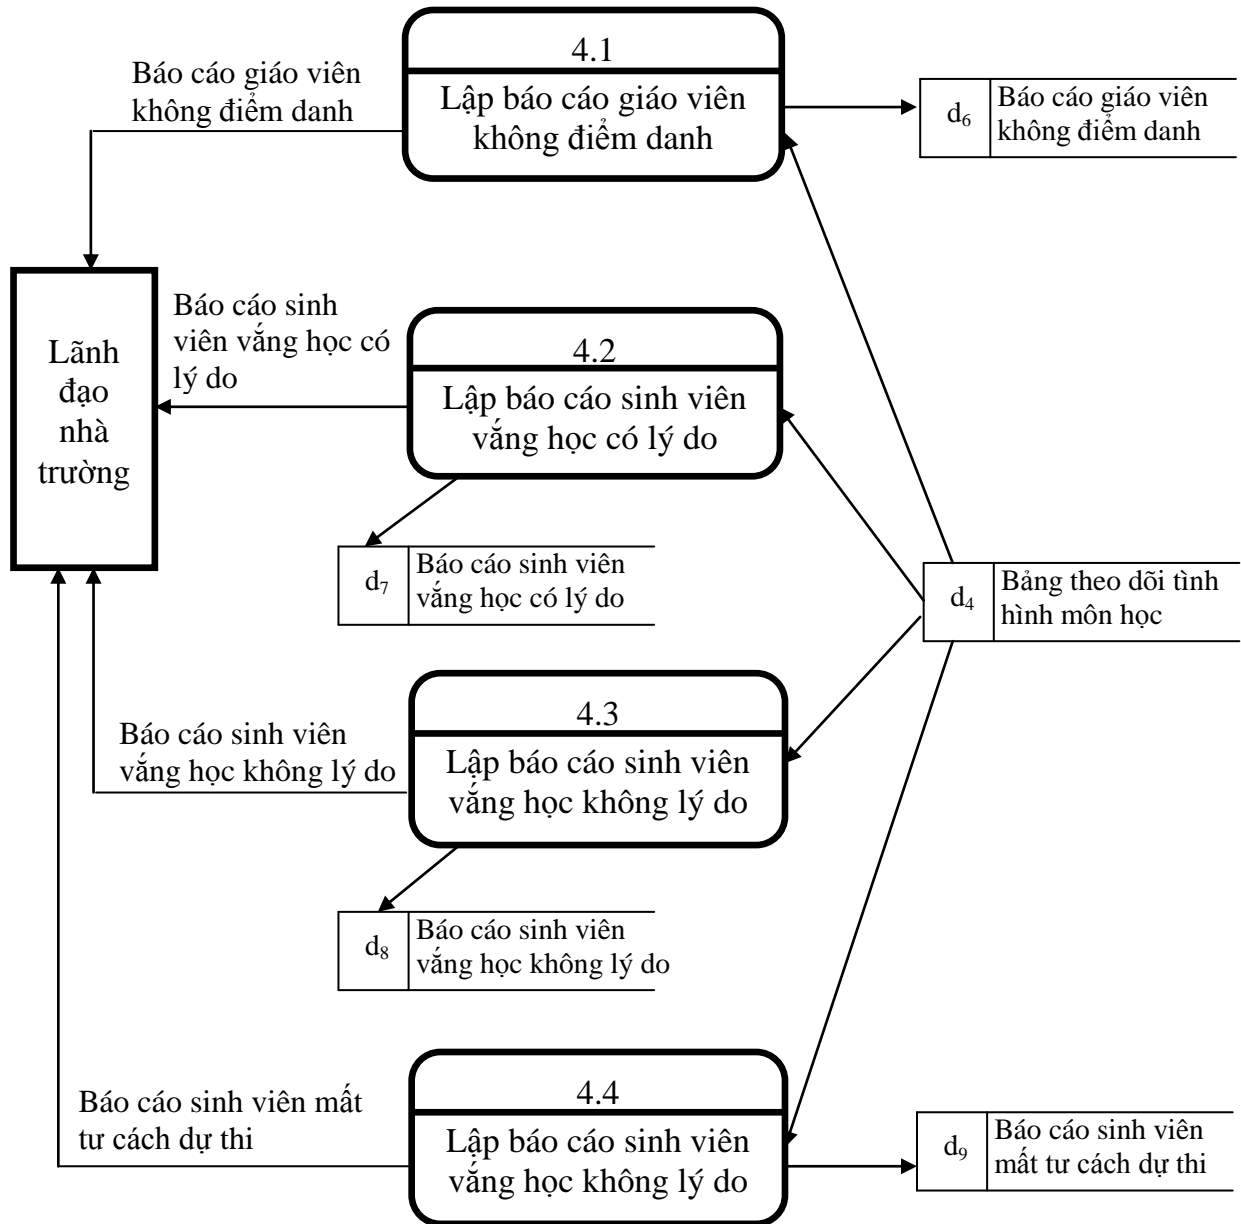 4.1
Báo cáo giáo viên
không điểm danh
Lập báo cáo giáo viên
không điểm danh
d6
Báo cáo giáo viên
không điểm danh
Lãnh
đạo
nhà
trường
Báo cáo sinh
viên vắng học có
lý do
4.2
Lập báo cáo sinh viên
vắng học có lý do
d7
Báo cáo sinh viên
vắng học có lý do
d4
Bảng theo dõi tình
hình môn học
4.3
Báo cáo sinh viên
vắng học không lý do
Lập báo cáo sinh viên
vắng học không lý do
d8
Báo cáo sinh viên
vắng học không lý do
4.4
Báo cáo sinh viên mất
tư cách dự thi
Lập báo cáo sinh viên
vắng học không lý do
d9
Báo cáo sinh viên
mất tư cách dự thi